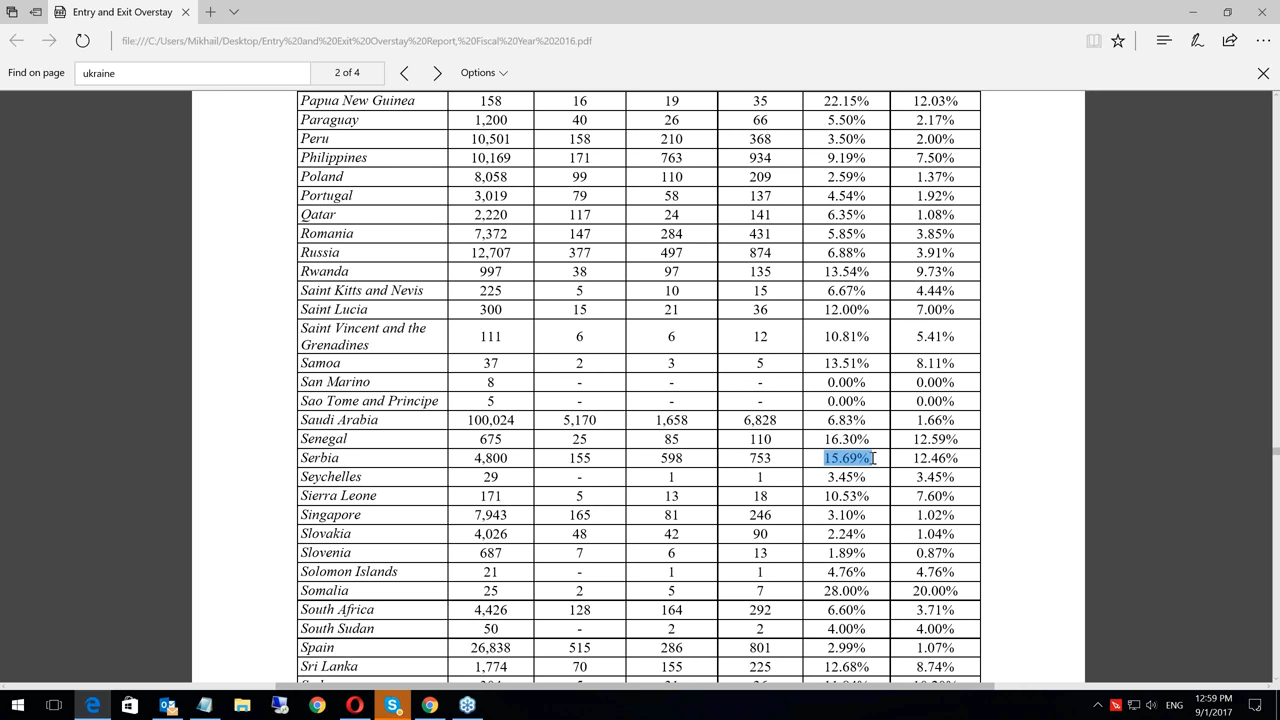 Entry and Exit Overstay
file:///C:/Users/Mikhail/Desktop/Entry%20and%20Exit%20Overstay%20Report,%20Fiscal%20Year%202016.pdf
Find on page ukraine 2 of 4 Options
Papua New Guinea 158 16 19 35 22.15% 12.03%
Paraguay 1,200 40 26 66 5.50% 2.17%
Peru 10,501 158 210 368 3.50% 2.00%
Philippines 10,169 171 763 934 9.19% 7.50%
Poland 8,058 99 110 209 2.59% 1.37%
Portugal 3,019 79 58 137 4.54% 1.92%
Qatar 2,220 117 24 141 6.35% 1.08%
Romania 7,372 147 284 431 5.85% 3.85%
Russia 12,707 377 497 874 6.88% 3.91%
Rwanda 997 38 97 135 13.54% 9.73%
Saint Kitts and Nevis 225 5 10 15 6.67% 4.44%
Saint Lucia 300 15 21 36 12.00% 7.00%
Saint Vincent and the
Grenadines 111 6 6 12 10.81% 5.41%
Samoa 37 2 3 5 13.51% 8.11%
San Marino 8 - - - 0.00% 0.00%
Sao Tome and Principe 5 - - - 0.00% 0.00%
Saudi Arabia 100,024 5,170 1,658 6,828 6.83% 1.66%
Senegal 675 25 85 110 16.30% 12.59%
Serbia 4,800 155 598 753 15.69% 12.46%
Seychelles 29 - 1 1 3.45% 3.45%
Sierra Leone 171 5 13 18 10.53% 7.60%
Singapore 7,943 165 81 246 3.10% 1.02%
Slovakia 4,026 48 42 90 2.24% 1.04%
Slovenia 687 7 6 13 1.89% 0.87%
Solomon Islands 21 - 1 1 4.76% 4.76%
Somalia 25 2 5 7 28.00% 20.00%
South Africa 4,426 128 164 292 6.60% 3.71%
South Sudan 50 - 2 2 4.00% 4.00%
Spain 26,838 515 286 801 2.99% 1.07%
Sri Lanka 1,774 70 155 225 12.68% 8.74%
ENG
12:59 PM
9/1/2017